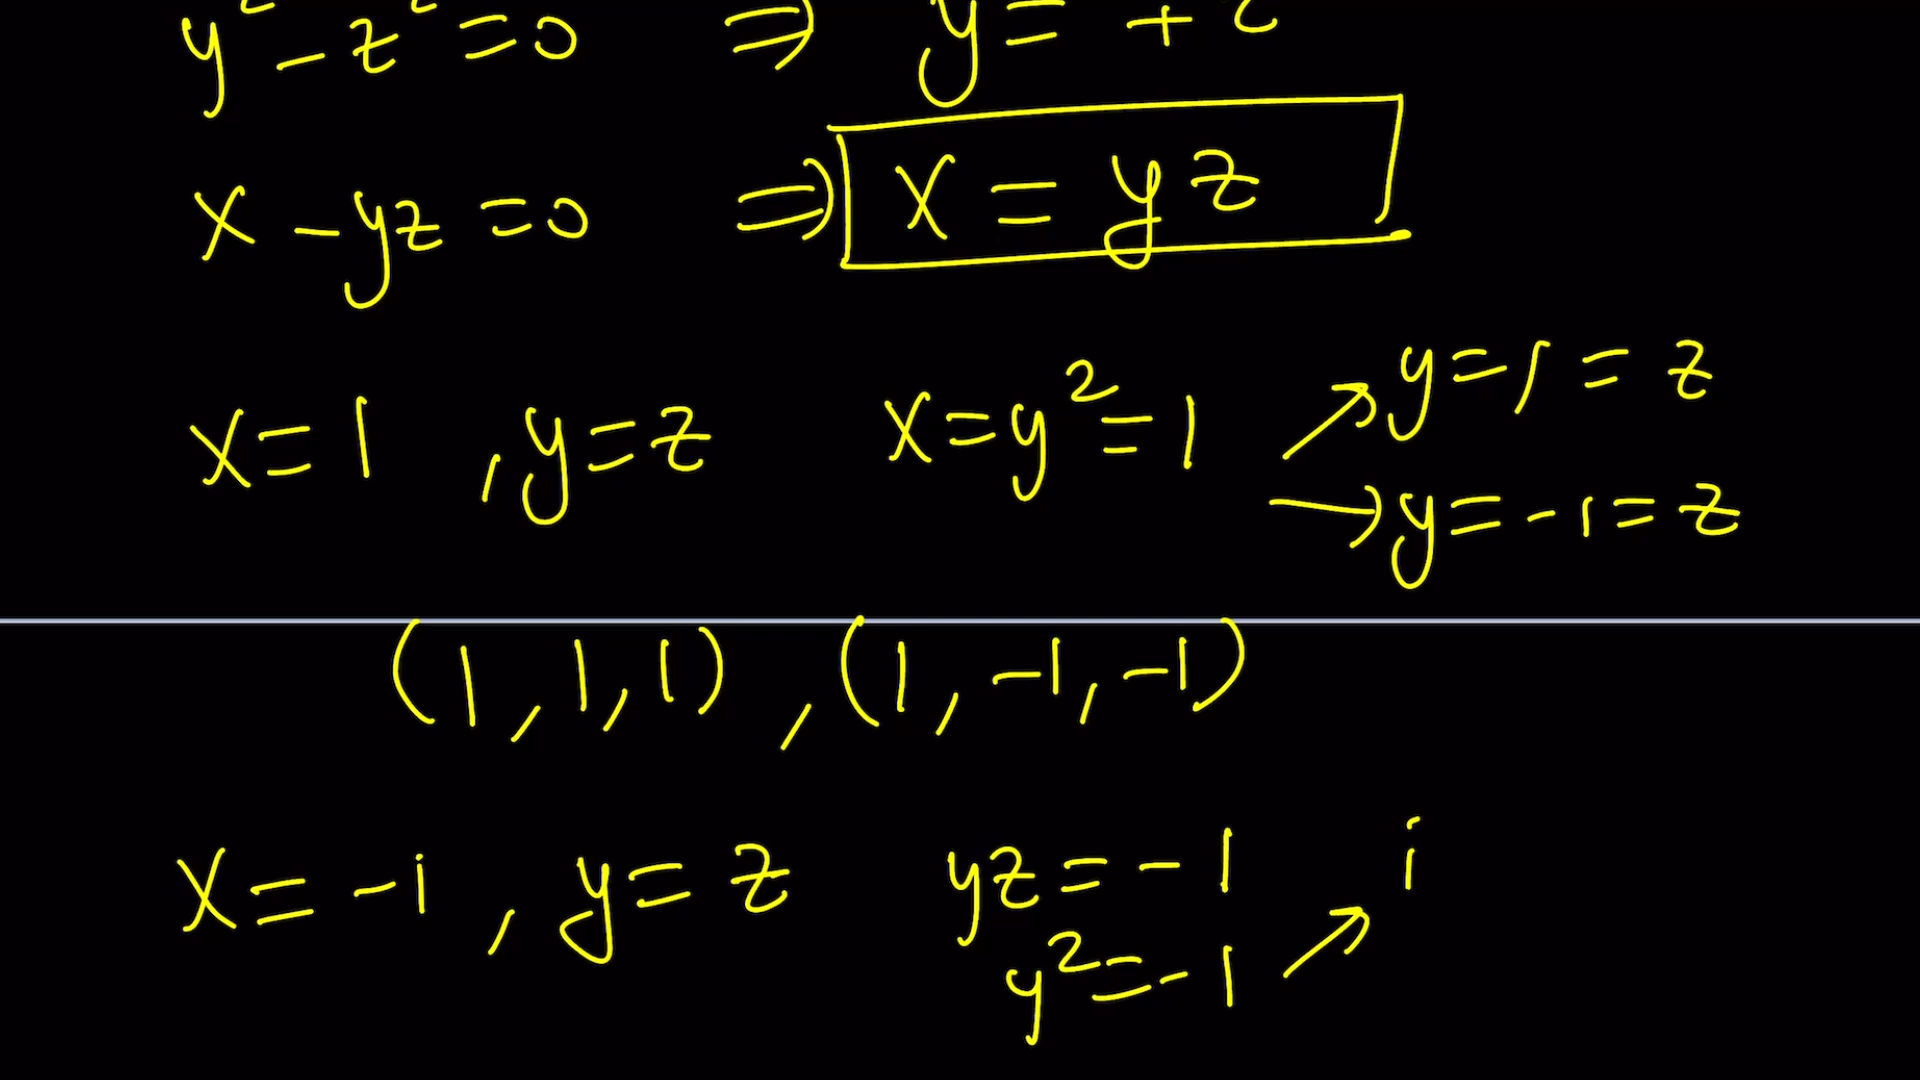 y² - z² = 0 ⇒ y = + z
x - yz = 0 ⇒ x = yz
x = 1 , y = z x = y² = 1 → y = 1 = z
→ y = -1 = z
(1, 1, 1) , (1, -1, -1)
x = -1 , y = z yz = -1
y² = -1 → i